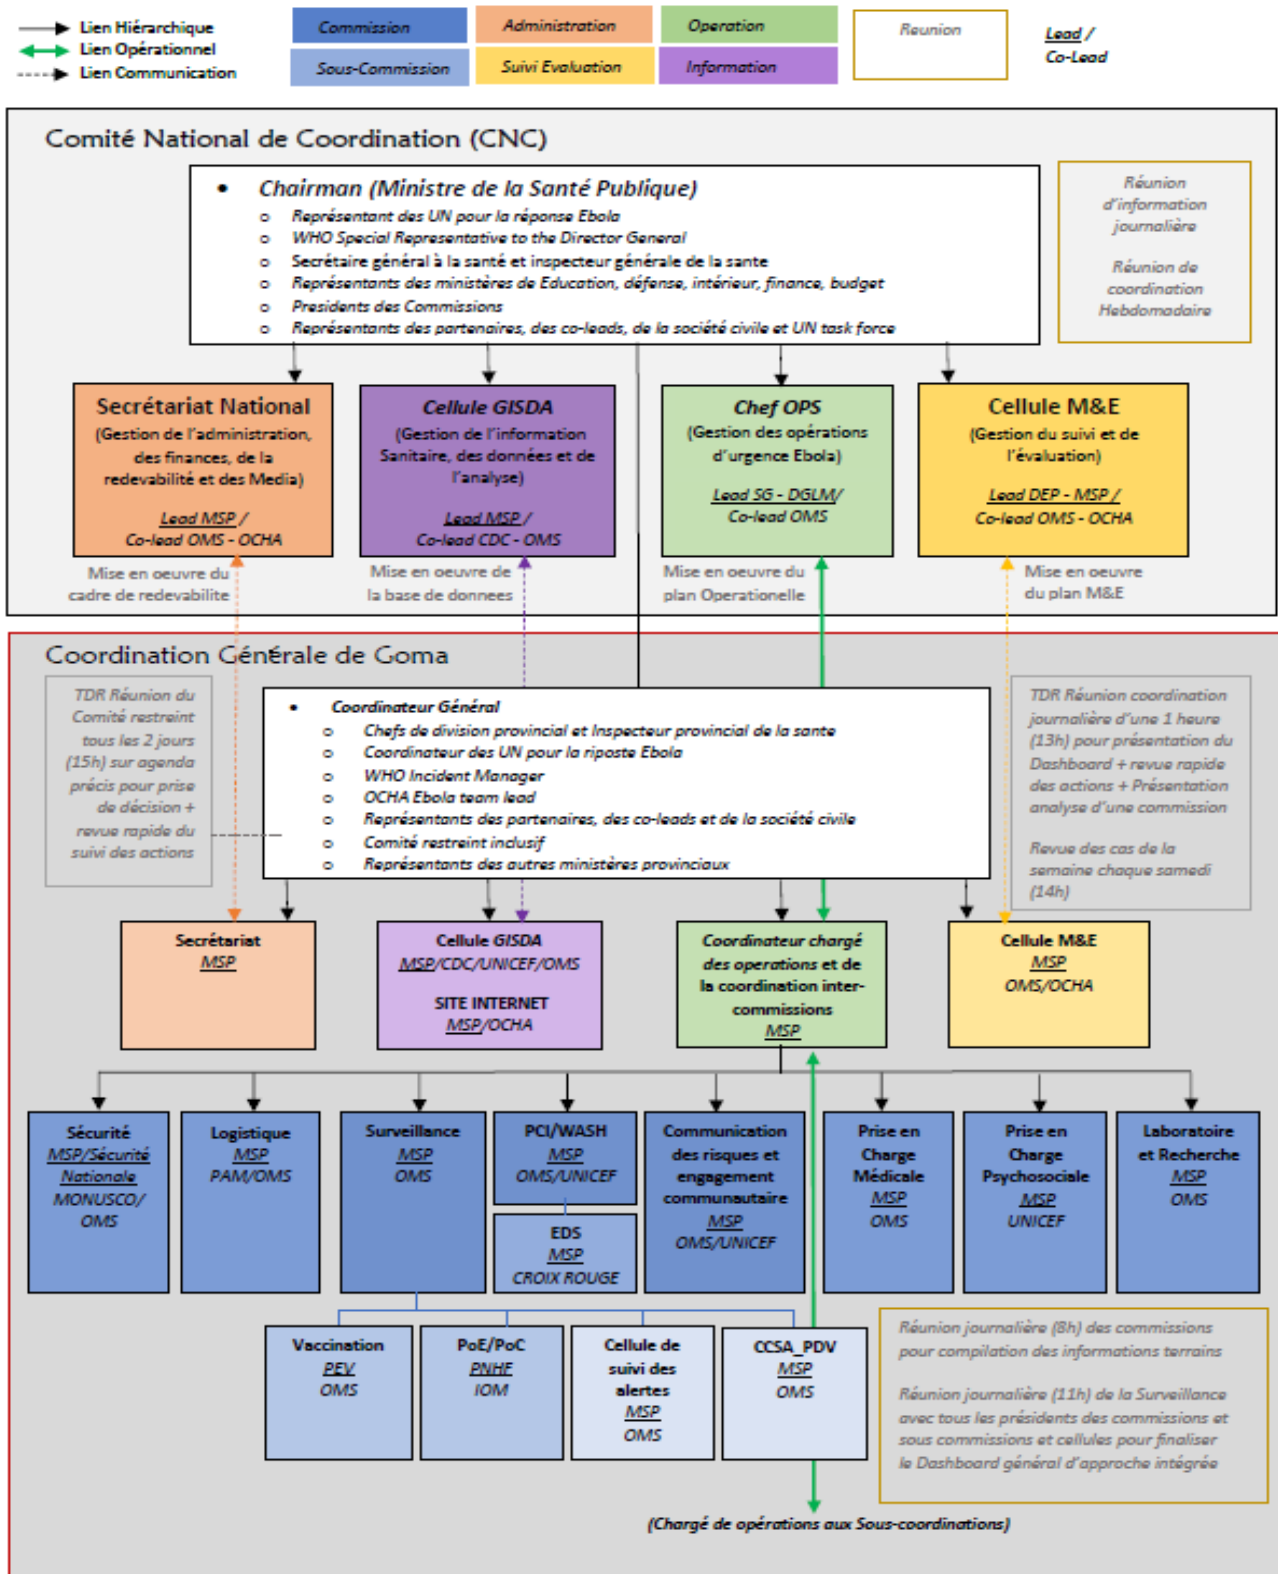 Lien Hiérarchique
Lien Opérationnel
Lien Communication
Commission
Administration
Operation
Sous-Commission
Suivi Evaluation
Information
Reunion
Lead /
Co-Lead
Comité National de Coordination (CNC)
• Chairman (Ministre de la Santé Publique)
o Représentant des UN pour la réponse Ebola
o WHO Special Representative to the Director General
o Secrétaire général à la santé et inspecteur générale de la sante
o Représentants des ministères de Education, défense, intérieur, finance, budget
o Presidents des Commissions
o Représentants des partenaires, des co-leads, de la société civile et UN task force
Réunion
d'information
journalière
Réunion de
coordination
Hebdomadaire
Secrétariat National
(Gestion de l'administration,
des finances, de la
redevabilité et des Media)
Lead MSP /
Co-lead OMS - OCHA
Cellule GISDA
(Gestion de l'information
Sanitaire, des données et de
l'analyse)
Lead MSP /
Co-lead CDC - OMS
Chef OPS
(Gestion des opérations
d'urgence Ebola)
Lead SG - DGLM/
Co-lead OMS
Cellule M&E
(Gestion du suivi et de
l'évaluation)
Lead DEP - MSP /
Co-lead OMS - OCHA
Mise en oeuvre du
cadre de redevabilite
Mise en oeuvre de
la base de donnees
Mise en oeuvre du
plan Operationelle
Mise en oeuvre
du plan M&E
Coordination Générale de Goma
TDR Réunion du
Comité restreint
tous les 2 jours
(15h) sur agenda
précis pour prise
de décision +
revue rapide du
suivi des actions
• Coordinateur Général
o Chefs de division provincial et Inspecteur provincial de la sante
o Coordinateur des UN pour la riposte Ebola
o WHO Incident Manager
o OCHA Ebola team lead
o Représentants des partenaires, des co-leads et de la société civile
o Comité restreint inclusif
o Représentants des autres ministères provinciaux
TDR Réunion coordination
journalière d'une 1 heure
(13h) pour présentation du
Dashboard + revue rapide
des actions + Présentation
analyse d'une commission
Revue des cas de la
semaine chaque samedi
(14h)
Secrétariat
MSP
Cellule GISDA
MSP/CDC/UNICEF/OMS
SITE INTERNET
MSP/OCHA
Coordinateur chargé
des operations et de
la coordination inter-
commissions
MSP
Cellule M&E
MSP
OMS/OCHA
Sécurité
MSP/Sécurité
Nationale
MONUSCO/
OMS
Logistique
MSP
PAM/OMS
Surveillance
MSP
OMS
PCI/WASH
MSP
OMS/UNICEF
EDS
MSP
CROIX ROUGE
Communication
des risques et
engagement
communautaire
MSP
OMS/UNICEF
Prise en
Charge
Médicale
MSP
OMS
Prise en
Charge
Psychosociale
MSP
UNICEF
Laboratoire
et Recherche
MSP
OMS
Vaccination
PEV
OMS
PoE/PoC
PNHF
IOM
Cellule de
suivi des
alertes
MSP
OMS
CCSA_PDV
MSP
OMS
Réunion journalière (8h) des commissions
pour compilation des informations terrains
Réunion journalière (11h) de la Surveillance
avec tous les présidents des commissions et
sous commissions et cellules pour finaliser
le Dashboard général d'approche intégrée
(Chargé de opérations aux Sous-coordinations)